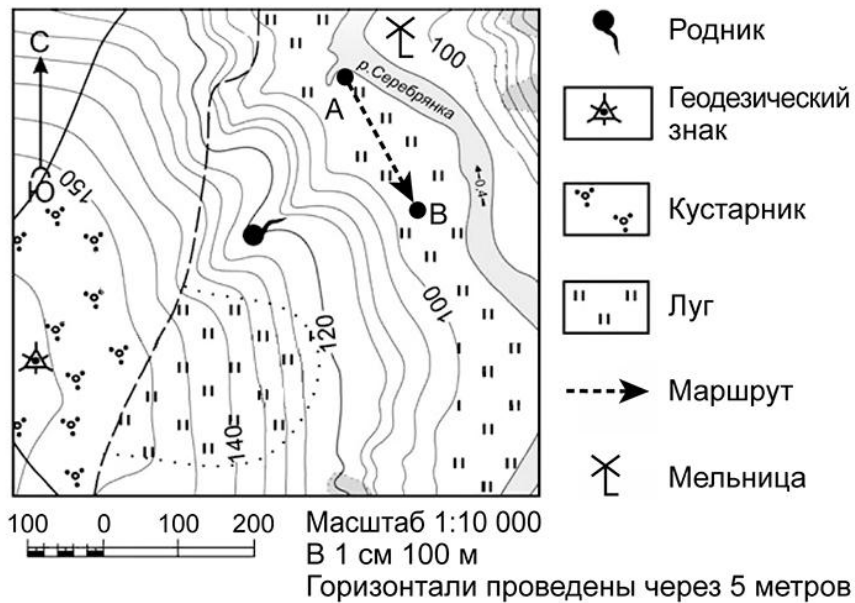 С
Ю
150
А
р.Серебрянка
100
В
0,4
100
120
140
Родник
Геодезический
знак
Кустарник
Луг
Маршрут
Мельница
100 0 100 200
Масштаб 1:10 000
В 1 см 100 м
Горизонтали проведены через 5 метров